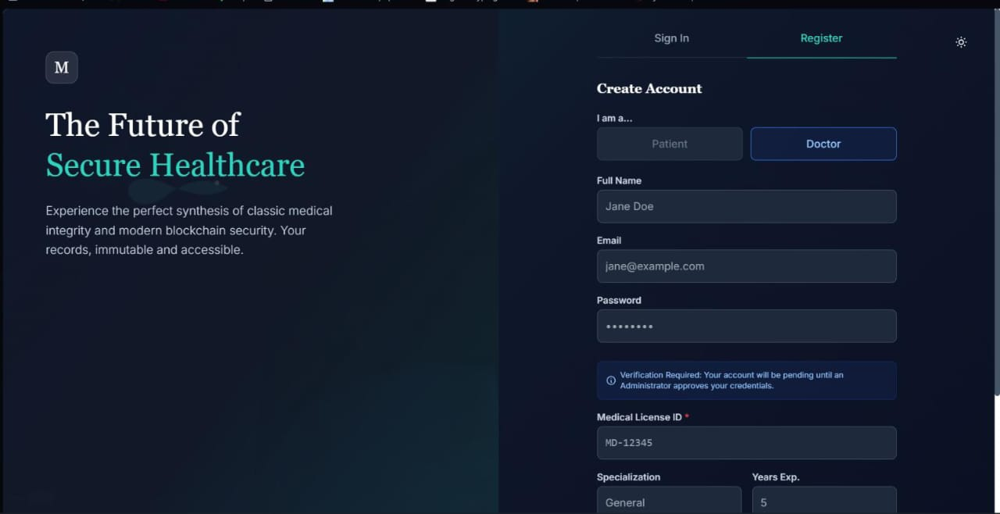 M
The Future of
Secure Healthcare
Experience the perfect synthesis of classic medical
integrity and modern blockchain security. Your
records, immutable and accessible.
Sign In
Register
Create Account
I am a...
Patient
Doctor
Full Name
Jane Doe
Email
jane@example.com
Password
••••••••
Verification Required: Your account will be pending until an
Administrator approves your credentials.
Medical License ID *
MD-12345
Specialization
Years Exp.
General
5